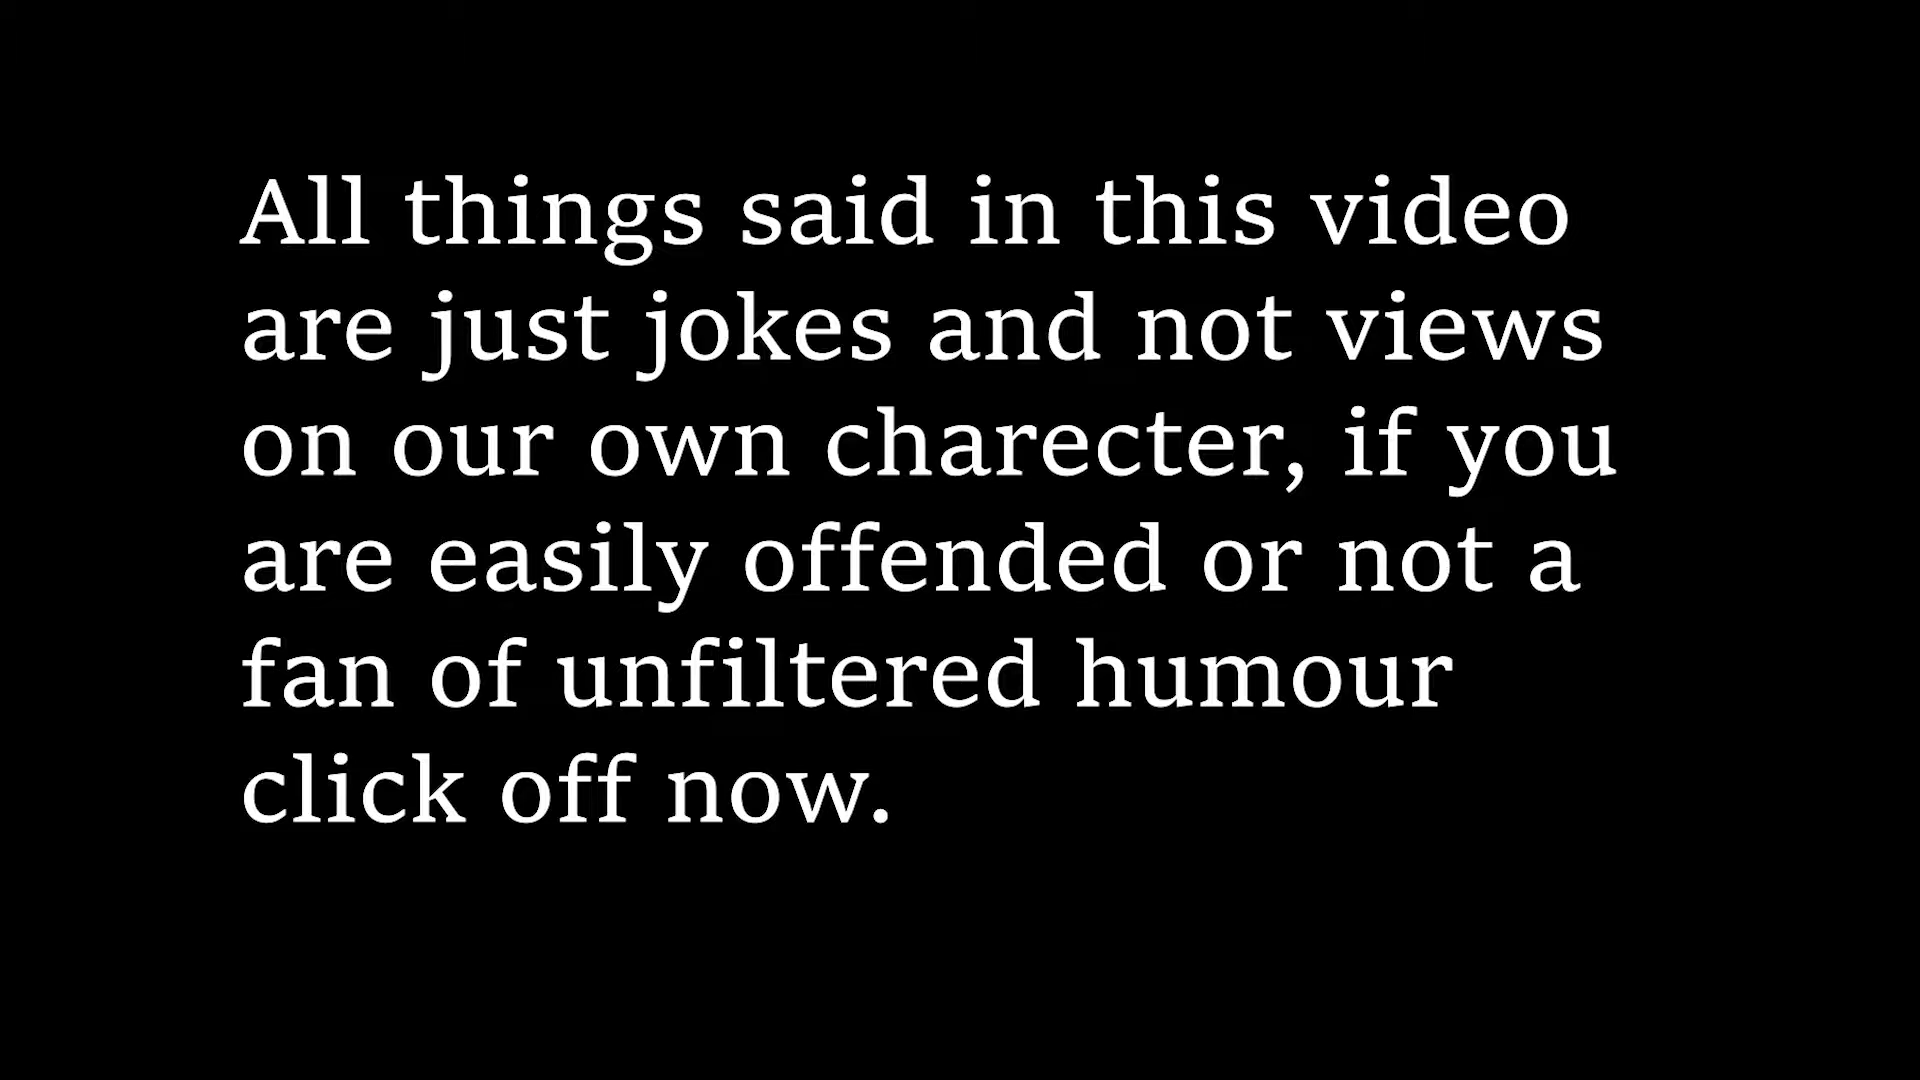 All things said in this video
are just jokes and not views
on our own charecter, if you
are easily offended or not a
fan of unfiltered humour
click off now.